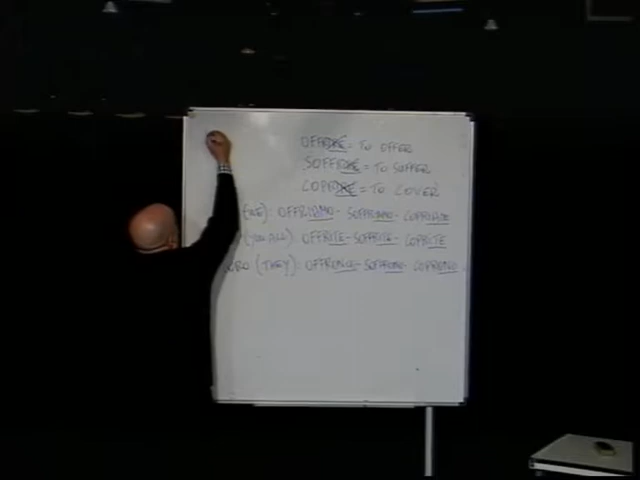 OFFRIRE = TO OFFER
SOFFRIRE = TO SUFFER
COPRIRE = TO COVER
(WE): OFFRIAMO - SOFFRIAMO - COPRIAMO
(YOU ALL): OFFRITE - SOFFRITE - COPRITE
ORO (THEY): OFFRONO - SOFFRONO - COPRONO